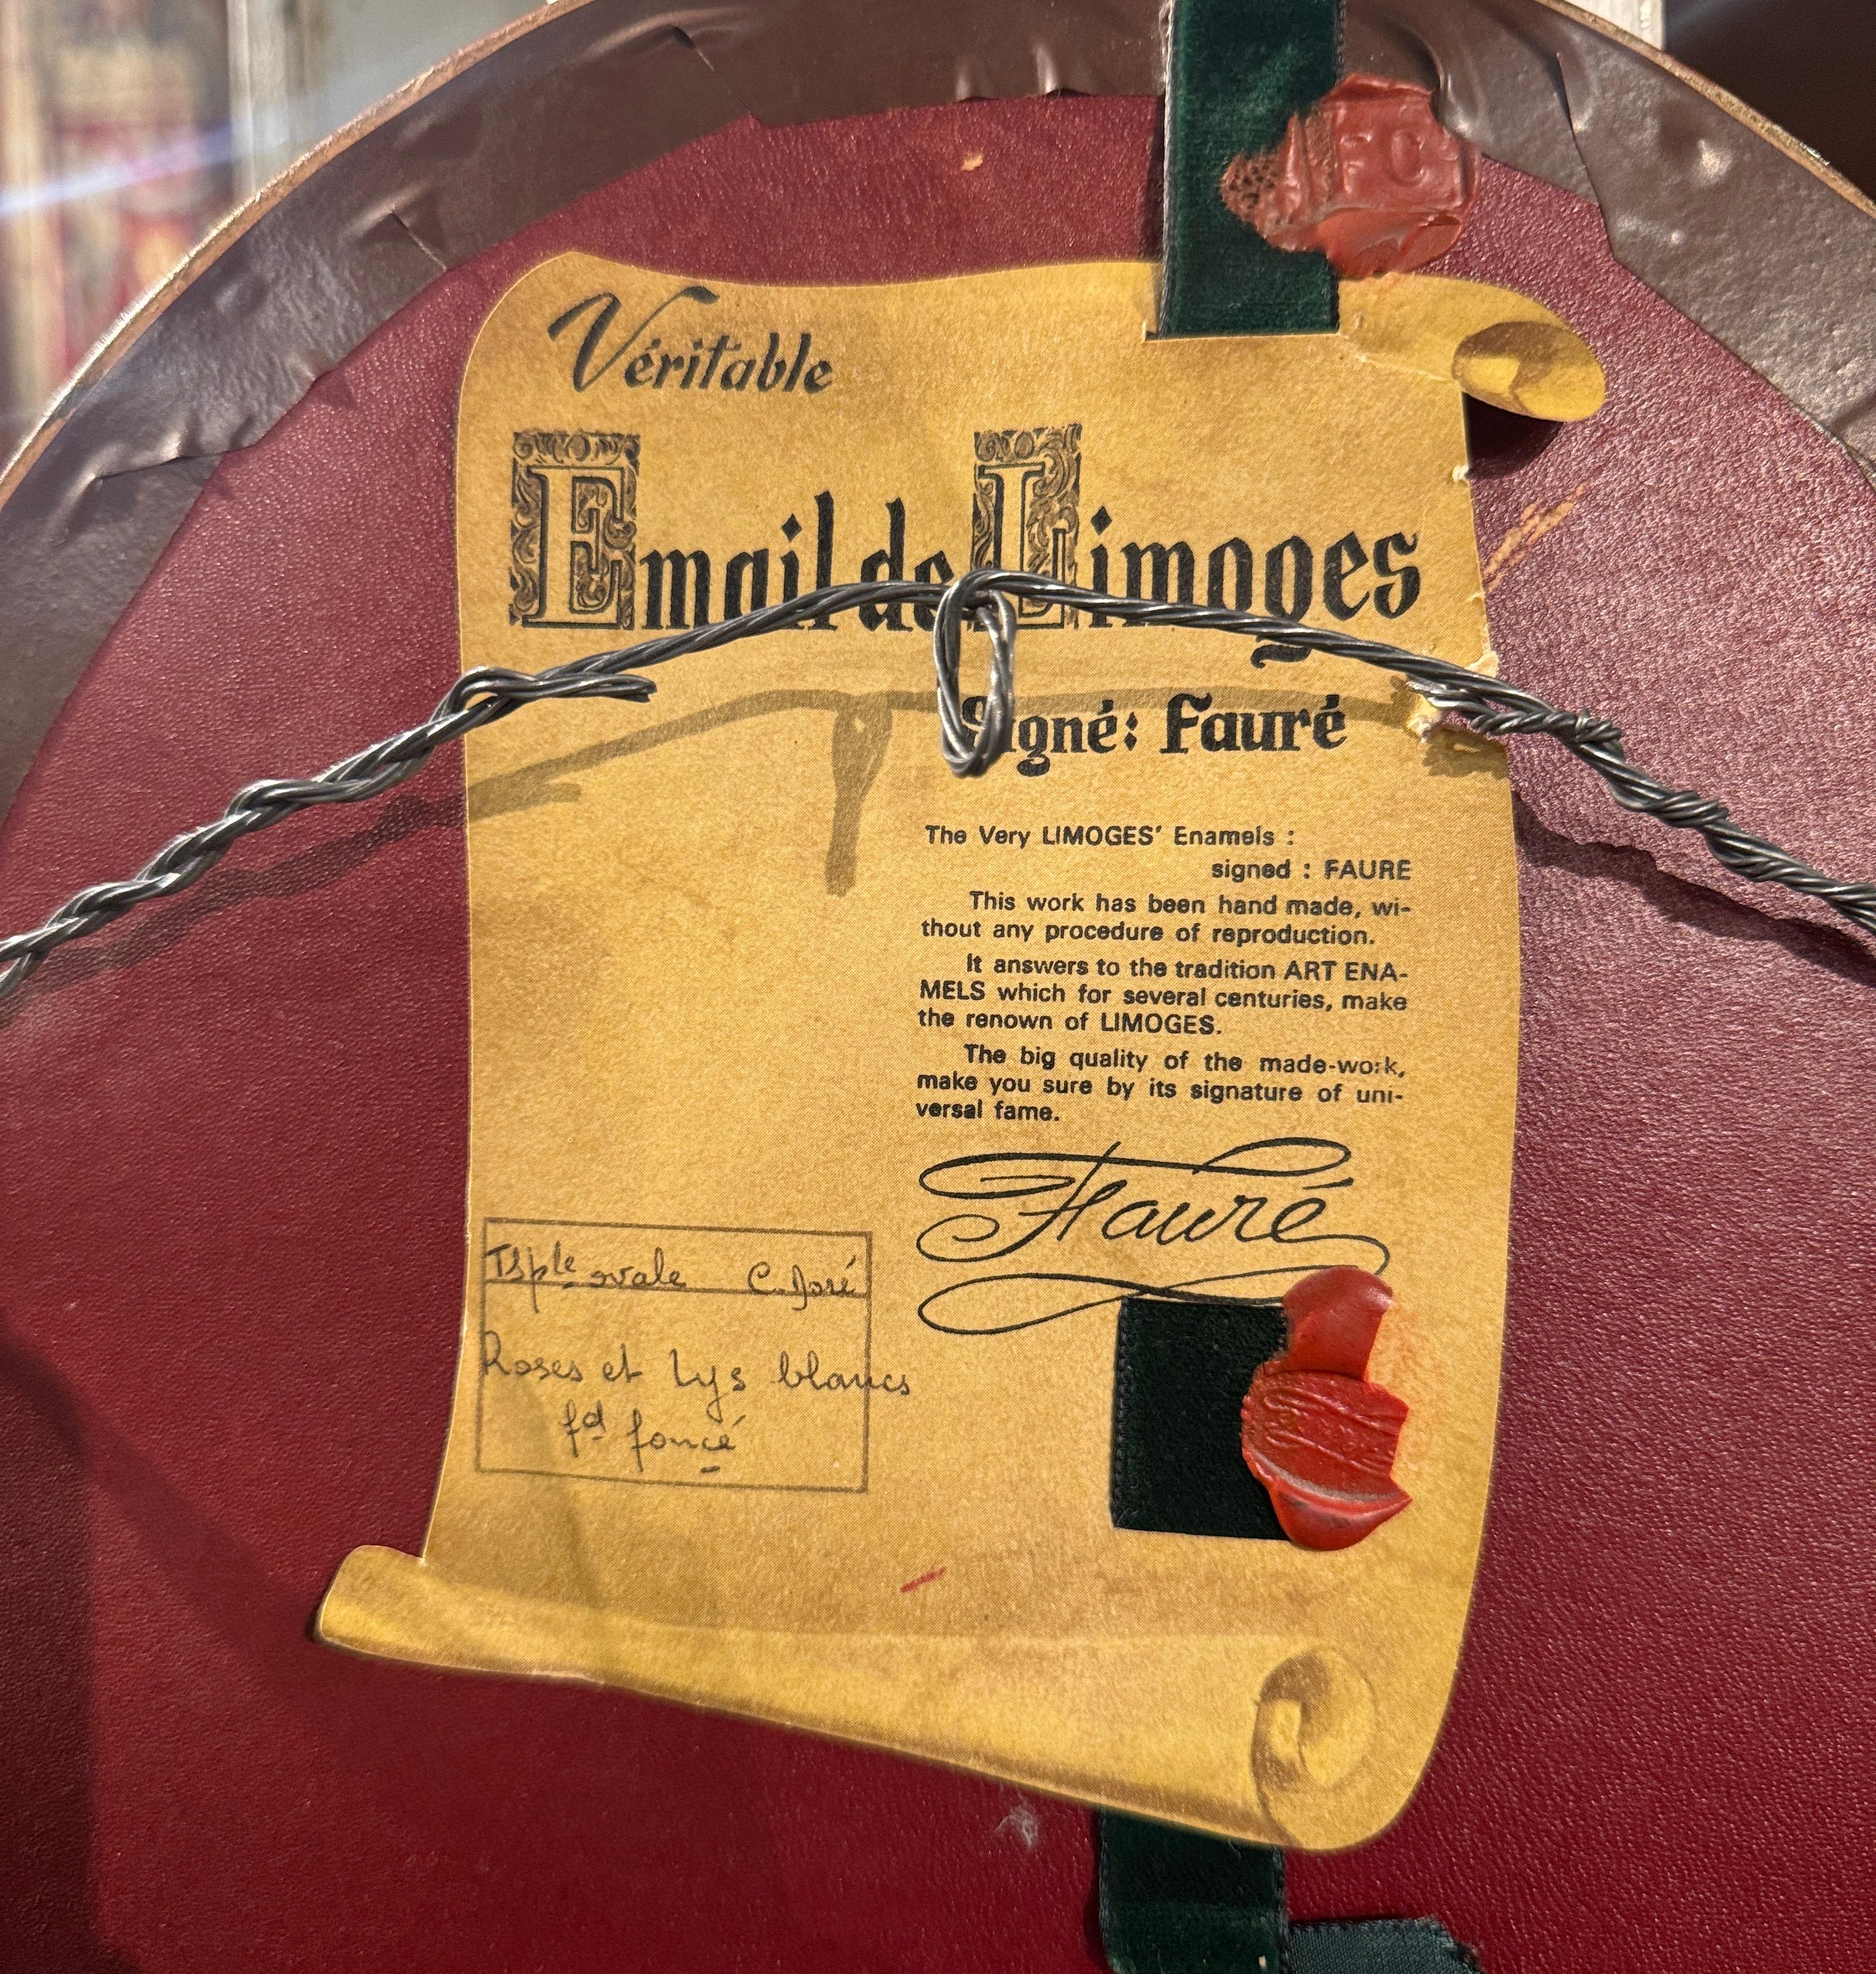 FC
Véritable
Email de Limoges
Signé: Fauré
The Very LIMOGES' Enamels :
signed : FAURE
This work has been hand made, wi-
thout any procedure of reproduction.
It answers to the tradition ART ENA-
MELS which for several centuries, make
the renown of LIMOGES.
The big quality of the made-work,
make you sure by its signature of uni-
versal fame.
Fauré
ovale C. doré
Roses et Lys blancs
fd foncé